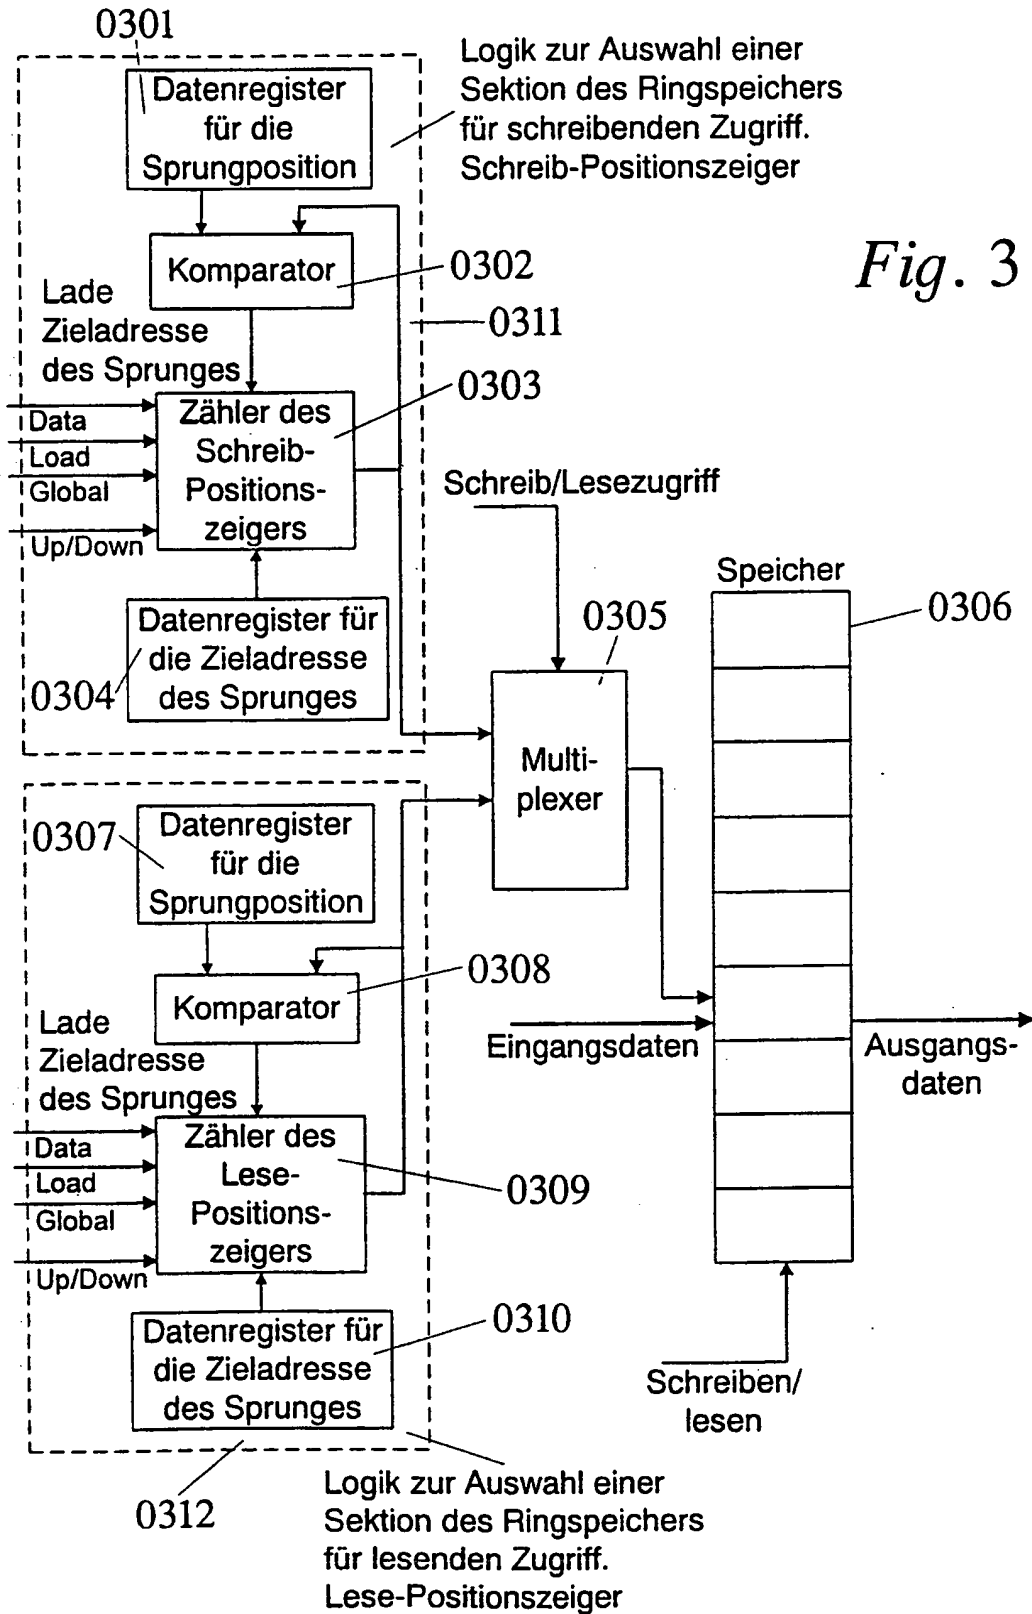 0301
Datenregister
für die
Sprungposition
Logik zur Auswahl einer
Sektion des Ringspeichers
für schreibenden Zugriff.
Schreib-Positionszeiger
Komparator
0302
Fig. 3
Lade
Zieladresse
des Sprunges
0311
0303
Data
Load
Global
Up/Down
Zähler des
Schreib-
Positions-
zeigers
Schreib/Lesezugriff
Datenregister für
die Zieladresse
des Sprunges
0304
0305
Multi-
plexer
Speicher
0306
0307
Datenregister
für die
Sprungposition
Komparator
0308
Lade
Zieladresse
des Sprunges
Eingangsdaten
Ausgangs-
daten
Data
Load
Global
Up/Down
Zähler des
Lese-
Positions-
zeigers
0309
Datenregister für
die Zieladresse
des Sprunges
0310
Schreiben/
lesen
0312
Logik zur Auswahl einer
Sektion des Ringspeichers
für lesenden Zugriff.
Lese-Positionszeiger